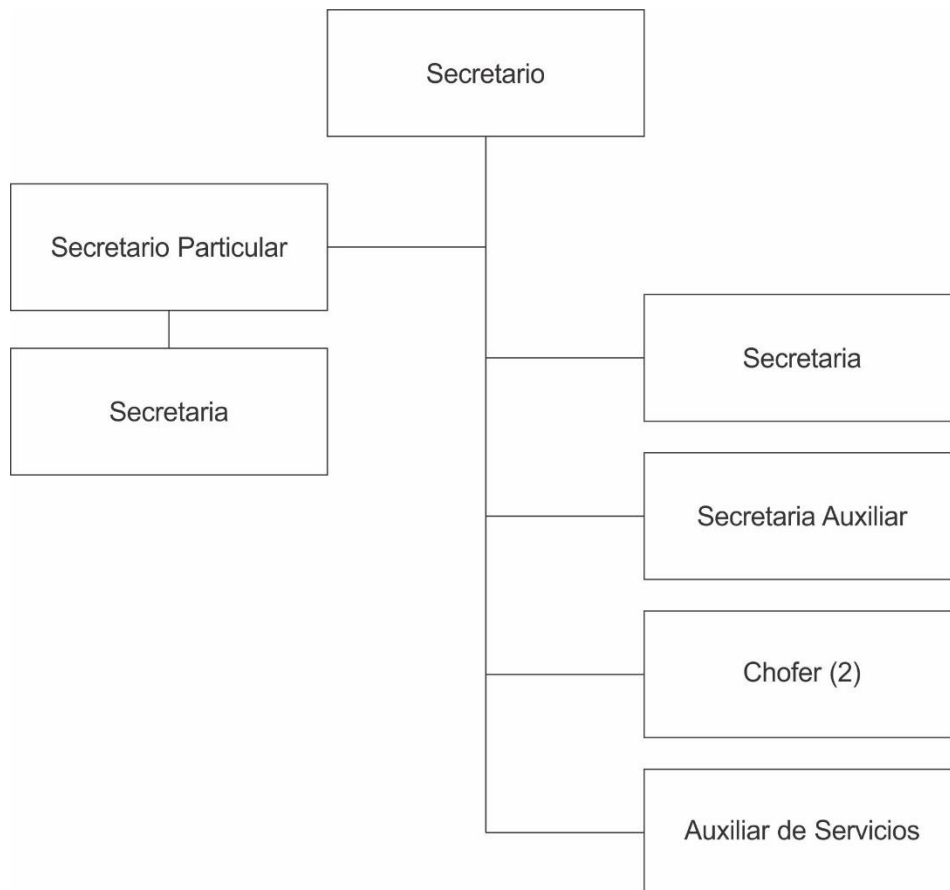 Secretario
Secretario Particular
Secretaria
Secretaria
Secretaria Auxiliar
Chofer (2)
Auxiliar de Servicios